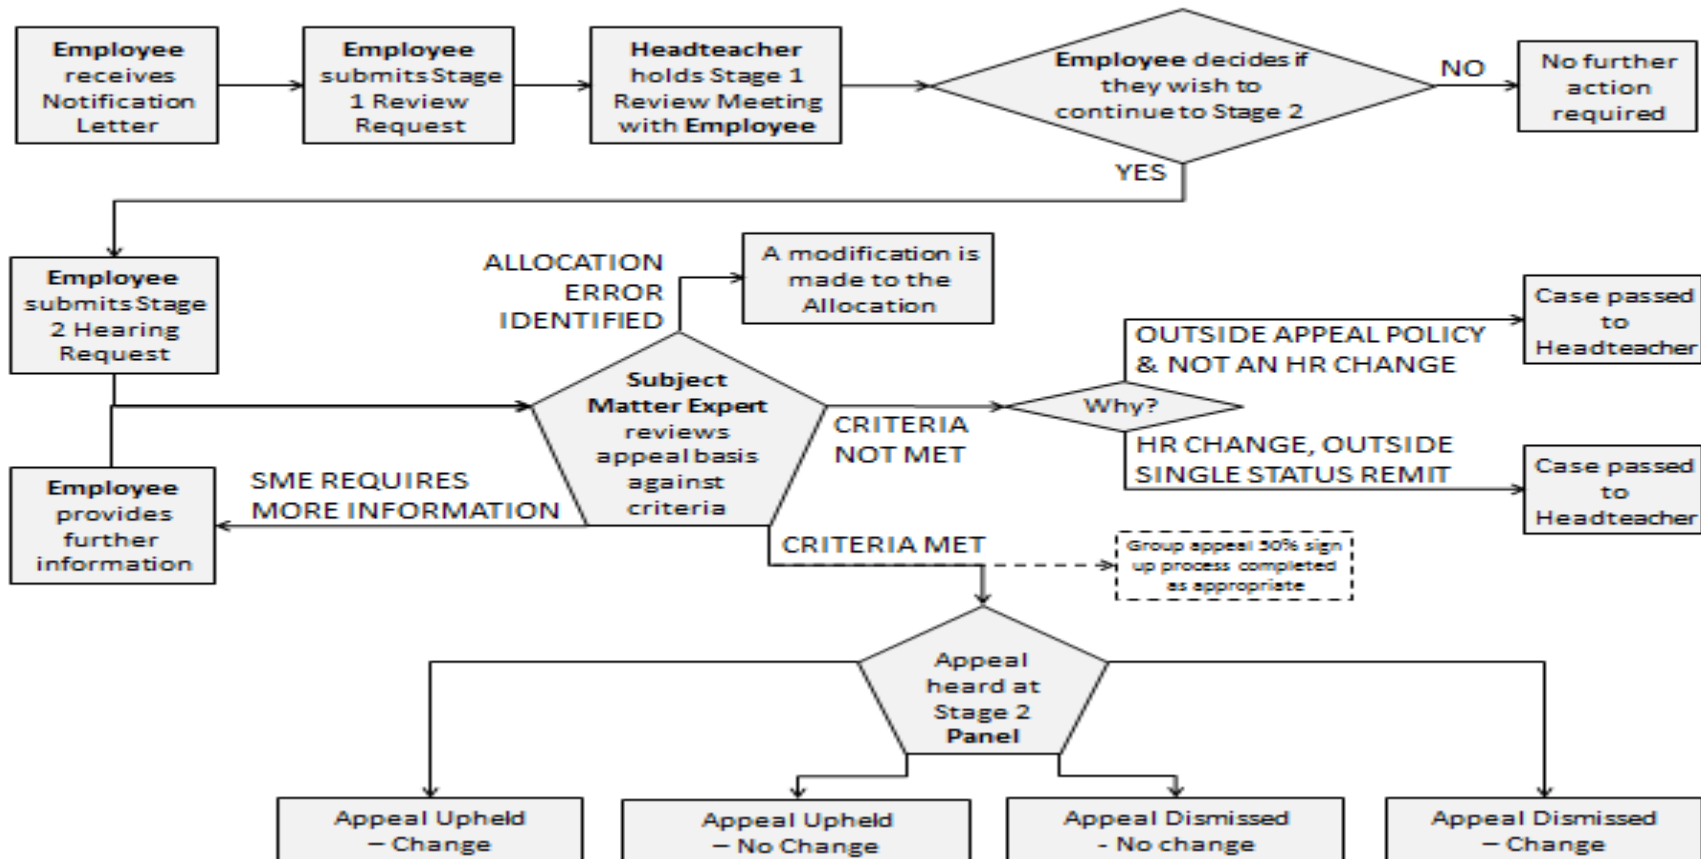 Employee
receives
Notification
Letter
Employee
submits Stage
1 Review
Request
Headteacher
holds Stage 1
Review Meeting
with Employee
Employee decides if
they wish to
continue to Stage 2
NO
No further
action
required
YES
Employee
submits Stage
2 Hearing
Request
ALLOCATION
ERROR
IDENTIFIED
A modification is
made to the
Allocation
Subject
Matter Expert
reviews
appeal basis
against
criteria
CRITERIA
NOT MET
Why?
OUTSIDE APPEAL POLICY
& NOT AN HR CHANGE
Case passed
to
Headteacher
HR CHANGE, OUTSIDE
SINGLE STATUS REMIT
Case passed
to
Headteacher
SME REQUIRES
MORE INFORMATION
Employee
provides
further
information
CRITERIA MET
Group appeal 50% sign
up process completed
as appropriate
Appeal
heard at
Stage 2
Panel
Appeal Upheld
– Change
Appeal Upheld
– No Change
Appeal Dismissed
- No change
Appeal Dismissed
– Change